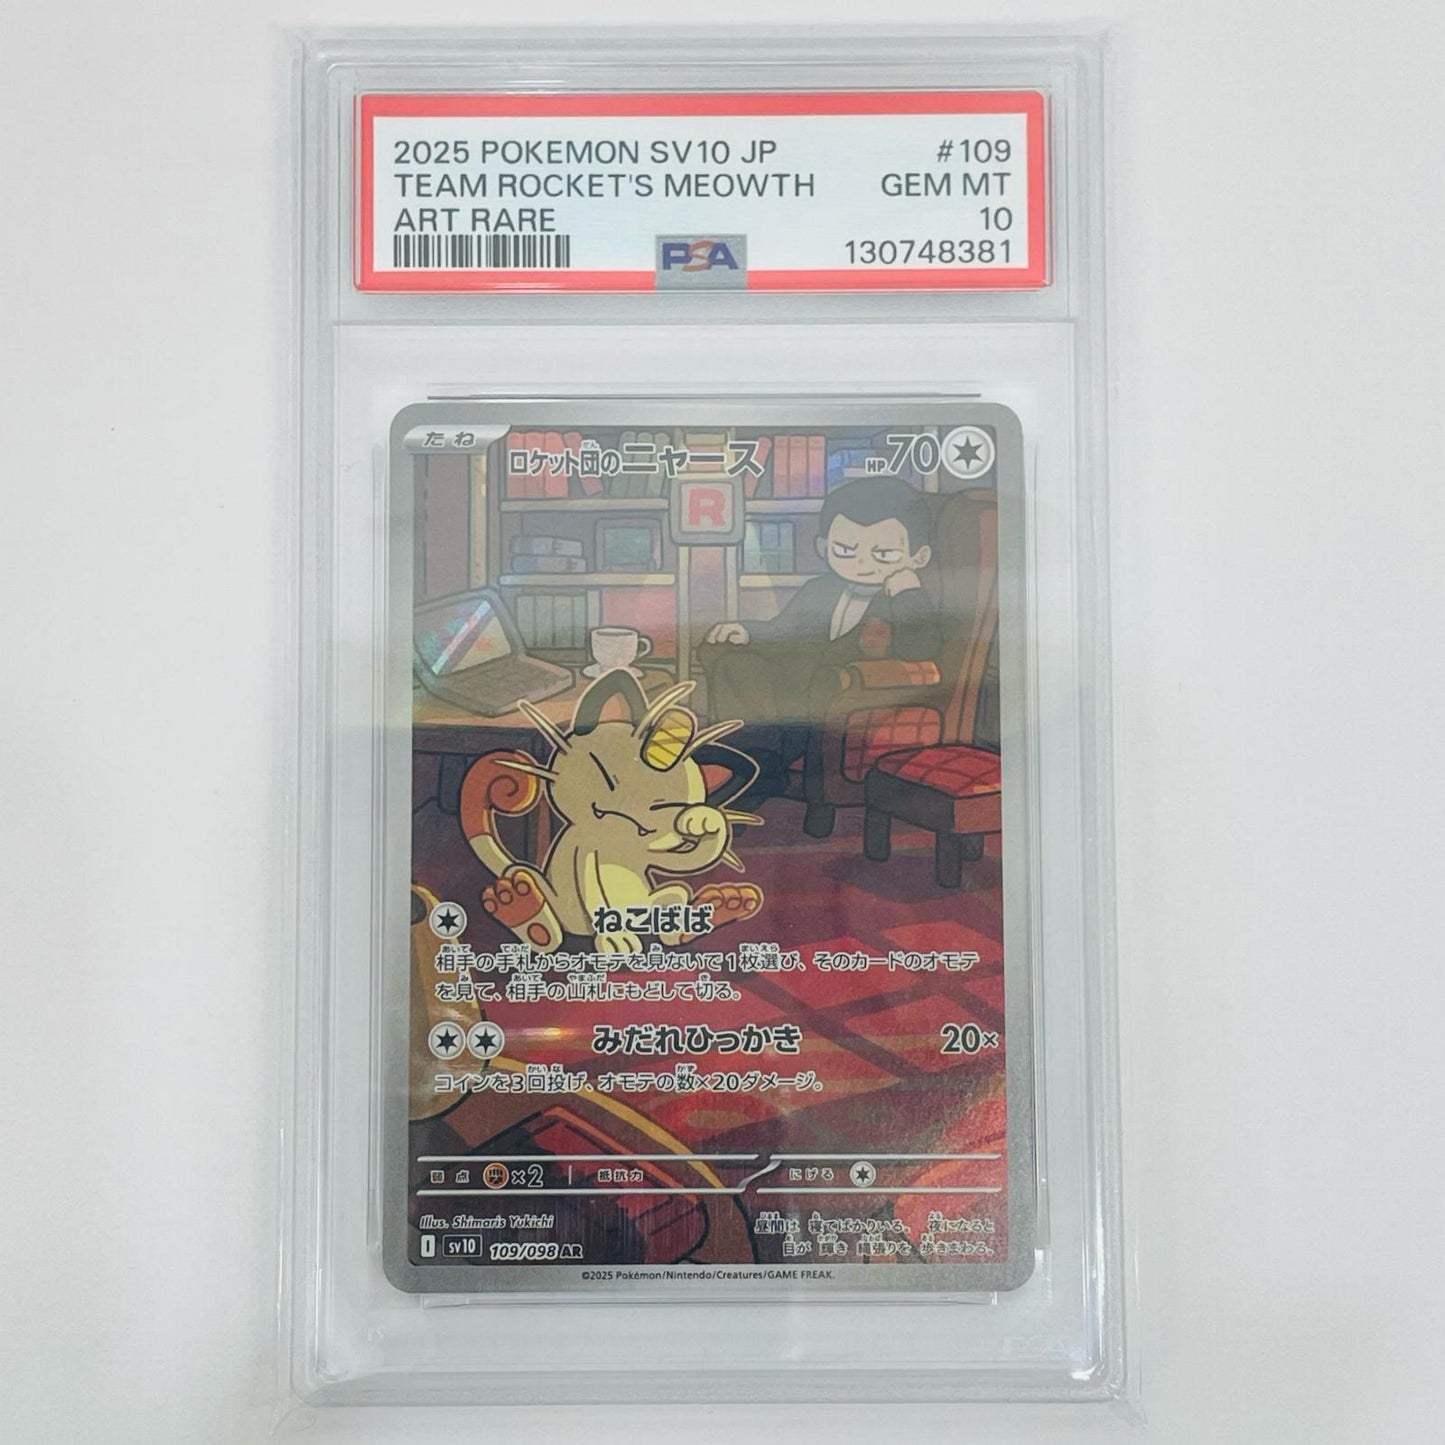 2025 POKEMON SV10 JP #109
TEAM ROCKET'S MEOWTH GEM MT
ART RARE 10
PSA 130748381
たね ロケット団のニャース HP70
R
ねこばば
相手の手札からオモテを見ないで1枚選び、そのカードのオモテ
を見て、相手の山札にもどして切る。
みだれひっかき 20×
コインを3回投げ、オモテの数×20ダメージ。
弱点 ×2 抵抗力 にげる
Illus. Shimaris Yukichi
昼間は 寝てばかりいる。 夜になると
目が 輝き 縄張りを 歩きまわる。
I SV10 109/098 AR
©2025 Pokémon/Nintendo/Creatures/GAME FREAK.